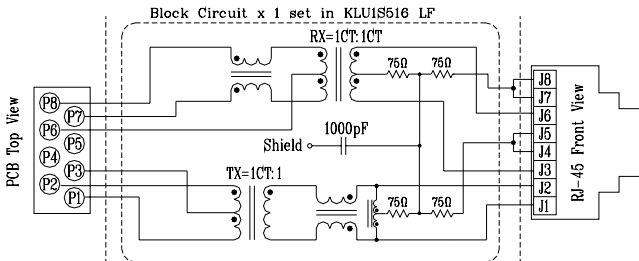 Block Circuit x 1 set in KLU1S516 LF
RX=1CT:1CT
75Ω 75Ω
P8
P7
P6
P5
P4
P3
P2
P1
PCB Top View
1000pF
Shield
TX=1CT:1
75Ω 75Ω
J8
J7
J6
J5
J4
J3
J2
J1
RJ-45 Front View